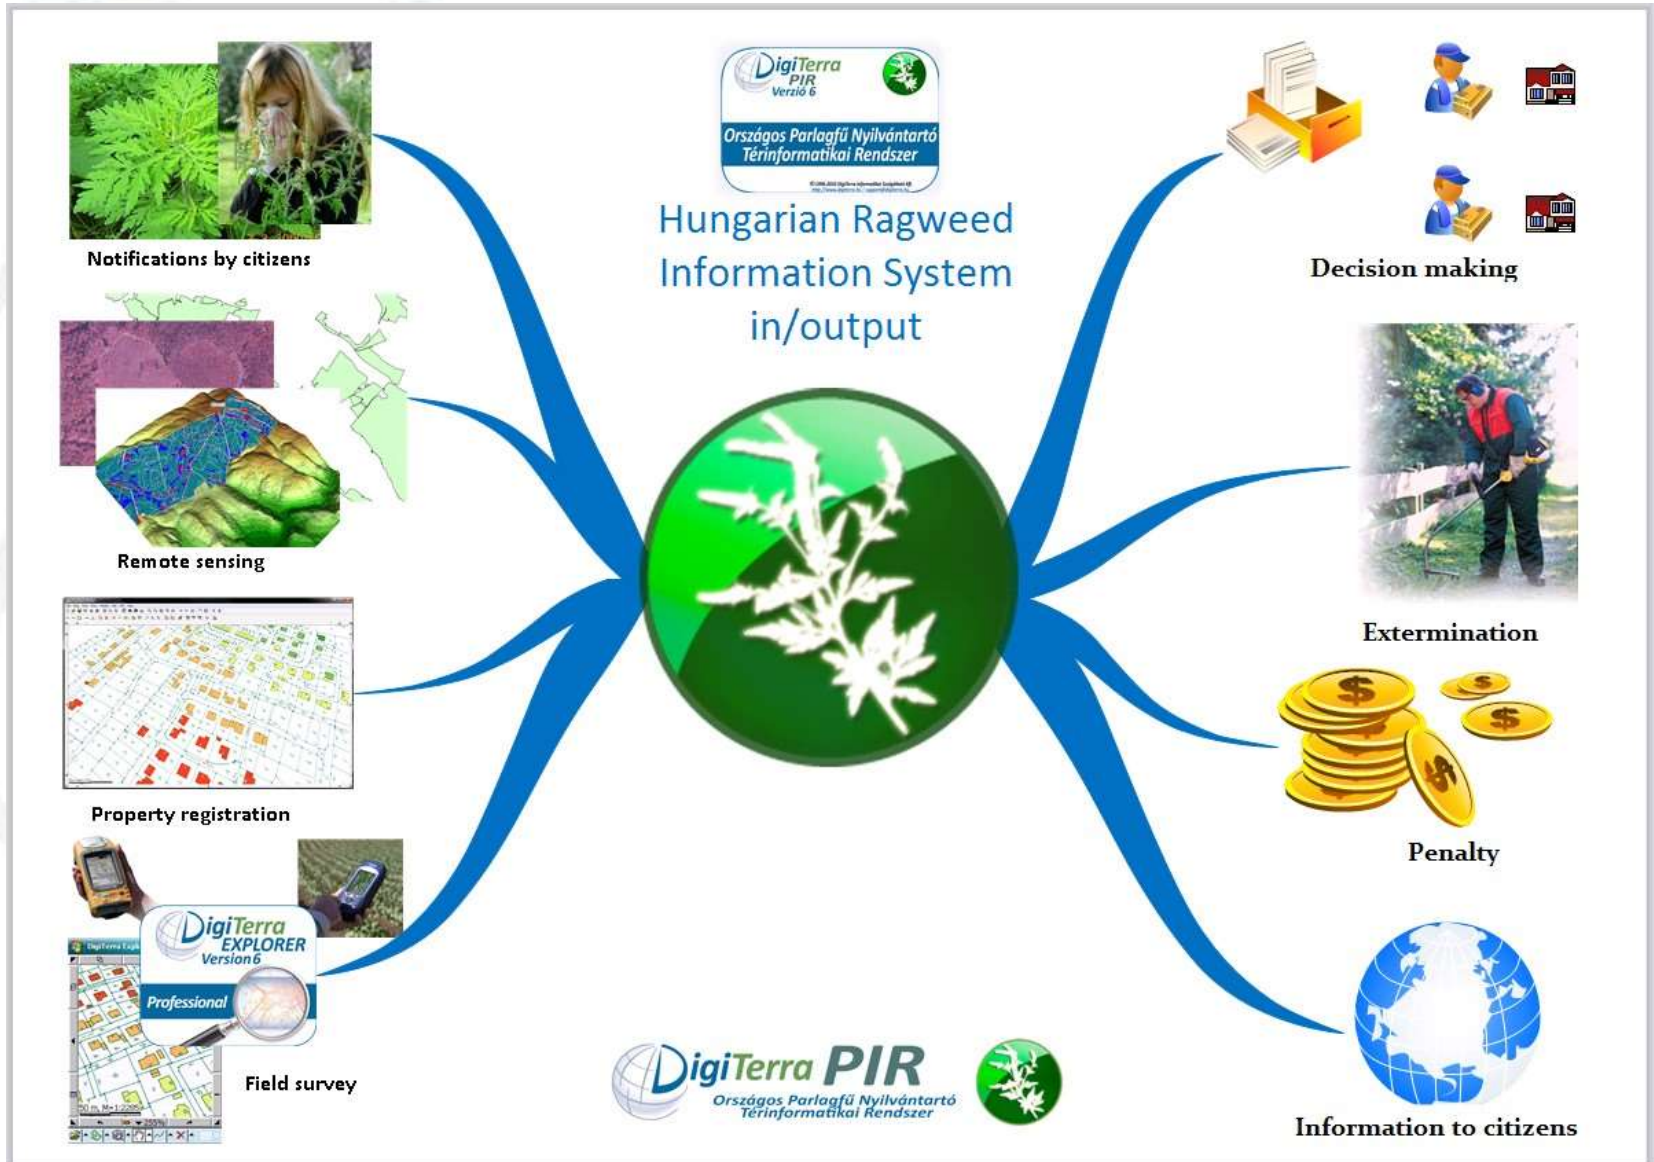 DigiTerra
PIR
Verzió 6
Országos Parlagfű Nyilvántartó
Térinformatikai Rendszer
Hungarian Ragweed
Information System
in/output
Notifications by citizens
Remote sensing
Property registration
DigiTerra
EXPLORER
Version 6
Professional
Field survey
Decision making
Extermination
Penalty
Information to citizens
DigiTerra PIR
Országos Parlagfű Nyilvántartó
Térinformatikai Rendszer